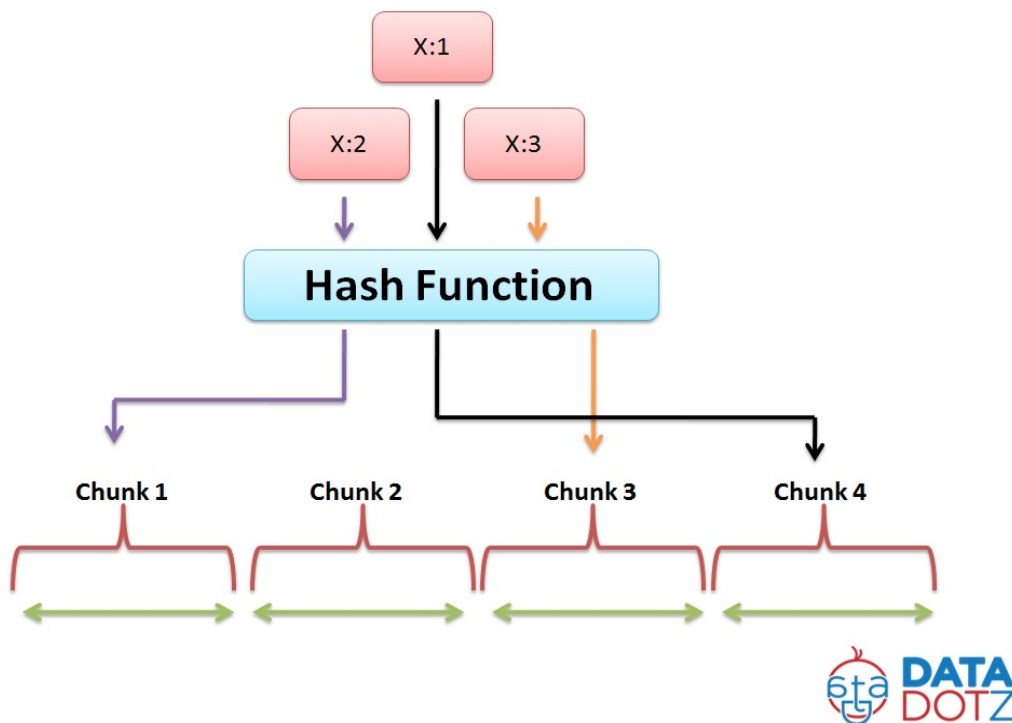 X:1
X:2
X:3
Hash Function
Chunk 1
Chunk 2
Chunk 3
Chunk 4
DATA
DOTZ